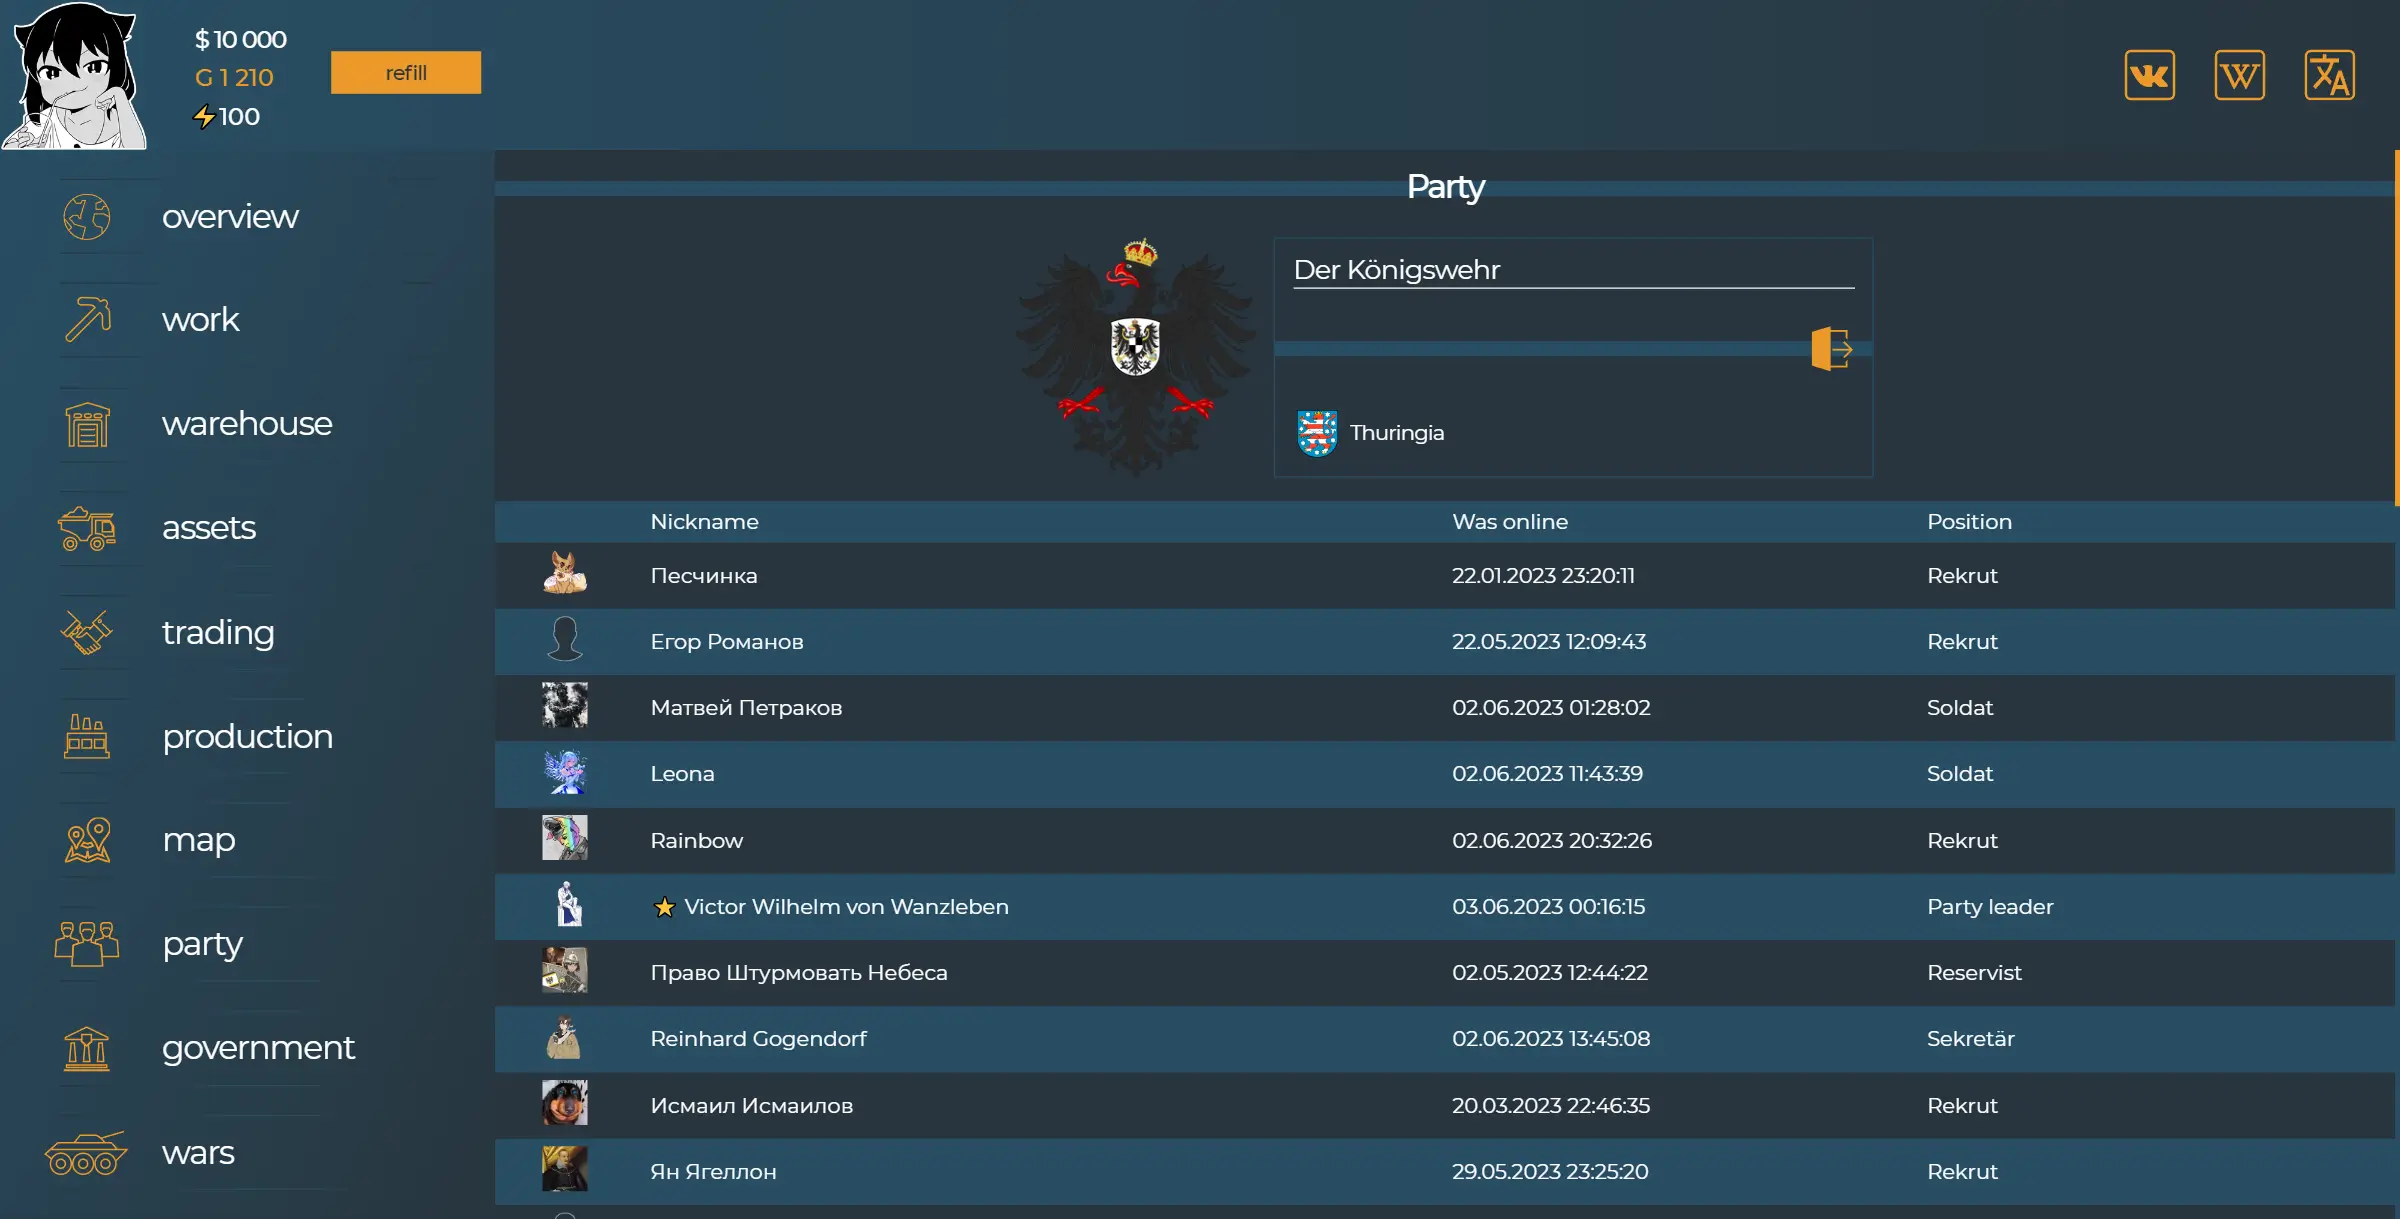 $ 10 000
G 1 210
100
refill
overview
work
warehouse
assets
trading
production
map
party
government
wars
Party
Der Königswehr
Thuringia
Nickname Was online Position
Песчинка 22.01.2023 23:20:11 Rekrut
Егор Романов 22.05.2023 12:09:43 Rekrut
Матвей Петраков 02.06.2023 01:28:02 Soldat
Leona 02.06.2023 11:43:39 Soldat
Rainbow 02.06.2023 20:32:26 Rekrut
Victor Wilhelm von Wanzleben 03.06.2023 00:16:15 Party leader
Право Штурмовать Небеса 02.05.2023 12:44:22 Reservist
Reinhard Gogendorf 02.06.2023 13:45:08 Sekretär
Исмаил Исмаилов 20.03.2023 22:46:35 Rekrut
Ян Ягеллон 29.05.2023 23:25:20 Rekrut